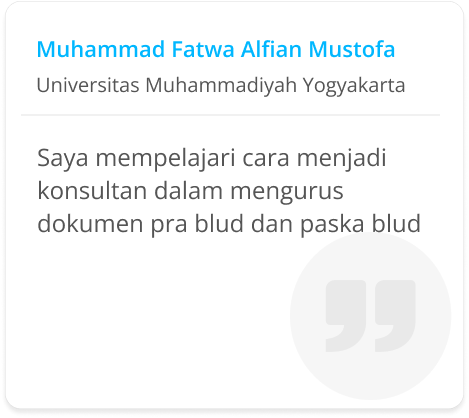 Muhammad Fatwa Alfian Mustofa
Universitas Muhammadiyah Yogyakarta
Saya mempelajari cara menjadi
konsultan dalam mengurus
dokumen pra blud dan paska blud